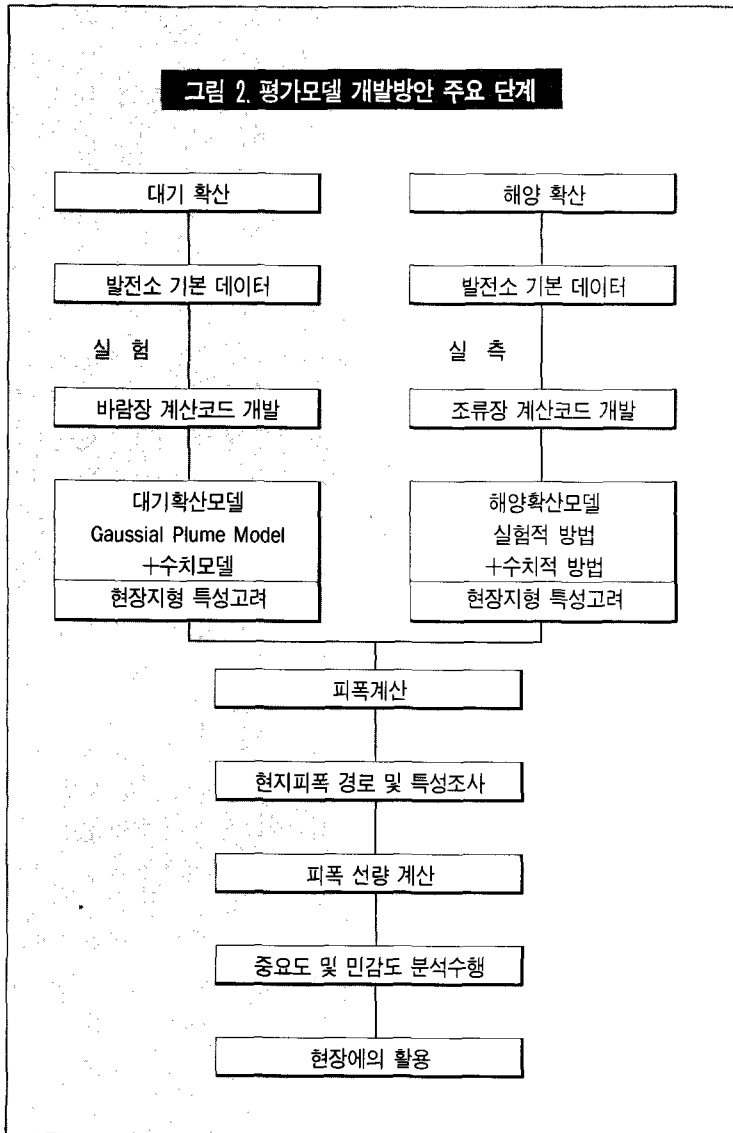 그림 2. 평가모델 개발방안 주요 단계
대기 확산
발전소 기본 데이터
실 험
바람장 계산코드 개발
대기확산모델
Gaussial Plume Model
+수치모델
현장지형 특성고려
해양 확산
발전소 기본 데이터
실 측
조류장 계산코드 개발
해양확산모델
실험적 방법
+수치적 방법
현장지형 특성고려
피폭계산
현지피폭 경로 및 특성조사
피폭 선량 계산
중요도 및 민감도 분석수행
현장에의 활용